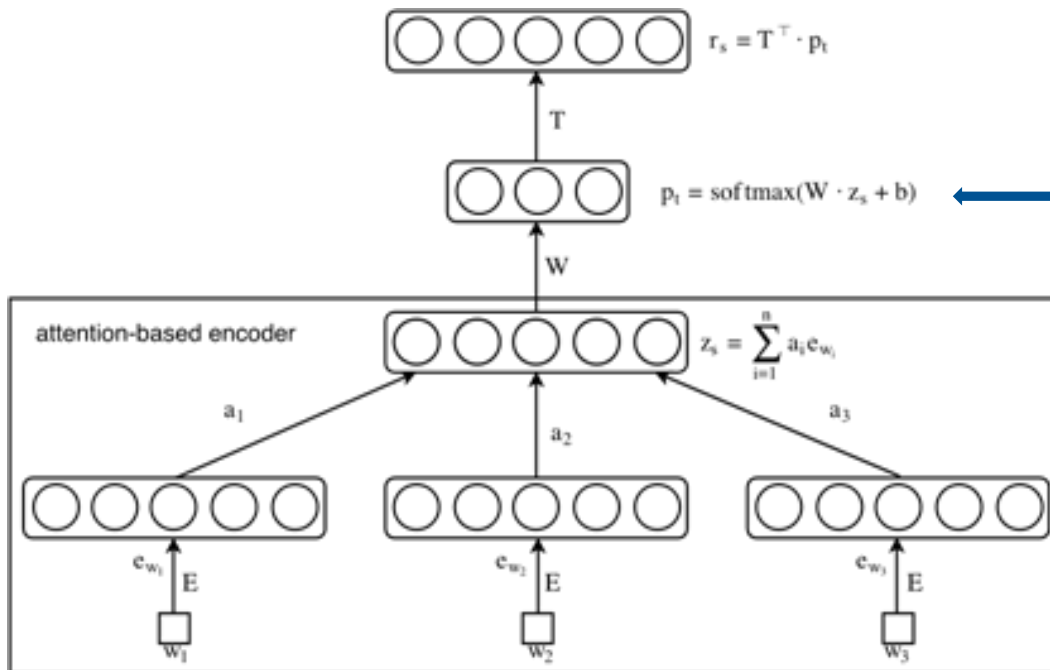 r_s = T^⊤ · p_t
T
p_t = softmax(W · z_s + b)
W
attention-based encoder
z_s = ∑_{i=1}^{n} a_i e_{w_i}
a_1
a_2
a_3
e_{w_1}
E
e_{w_2}
E
e_{w_3}
E
w_1
w_2
w_3